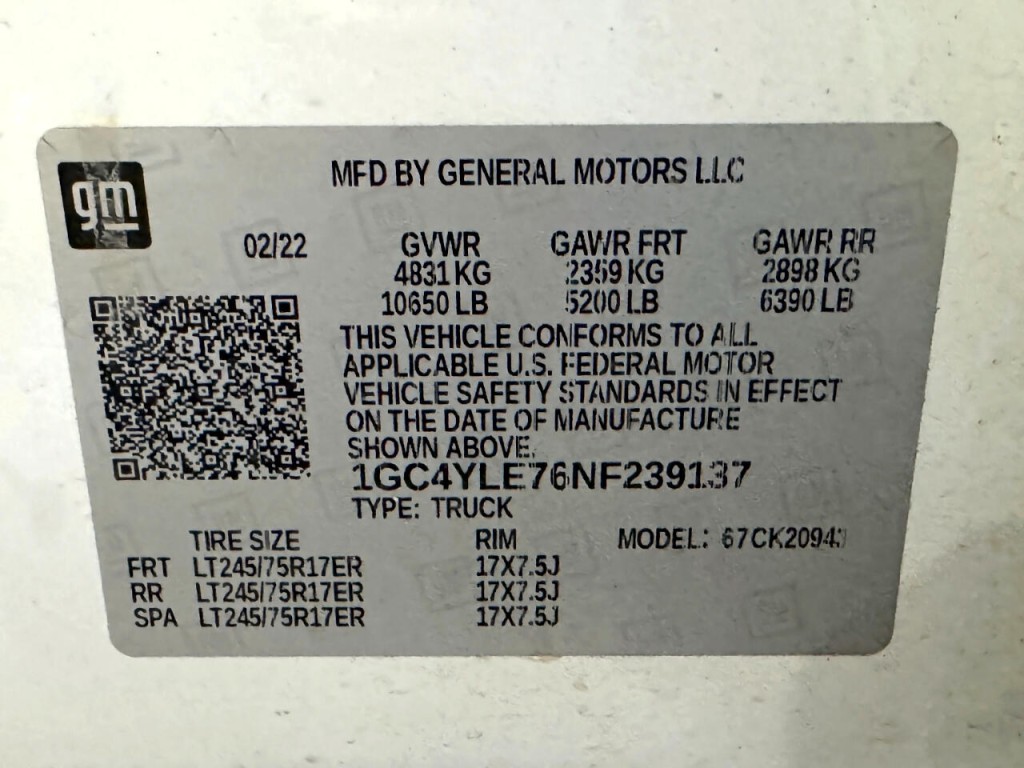 gm
MFD BY GENERAL MOTORS LLC
02/22 GVWR GAWR FRT GAWR RR
4831 KG 2359 KG 2898 KG
10650 LB 5200 LB 6390 LB
THIS VEHICLE CONFORMS TO ALL
APPLICABLE U.S. FEDERAL MOTOR
VEHICLE SAFETY STANDARDS IN EFFECT
ON THE DATE OF MANUFACTURE
SHOWN ABOVE.
1GC4YLE76NF239137
TYPE: TRUCK
TIRE SIZE RIM MODEL: 67CK20943
FRT LT245/75R17ER 17X7.5J
RR LT245/75R17ER 17X7.5J
SPA LT245/75R17ER 17X7.5J